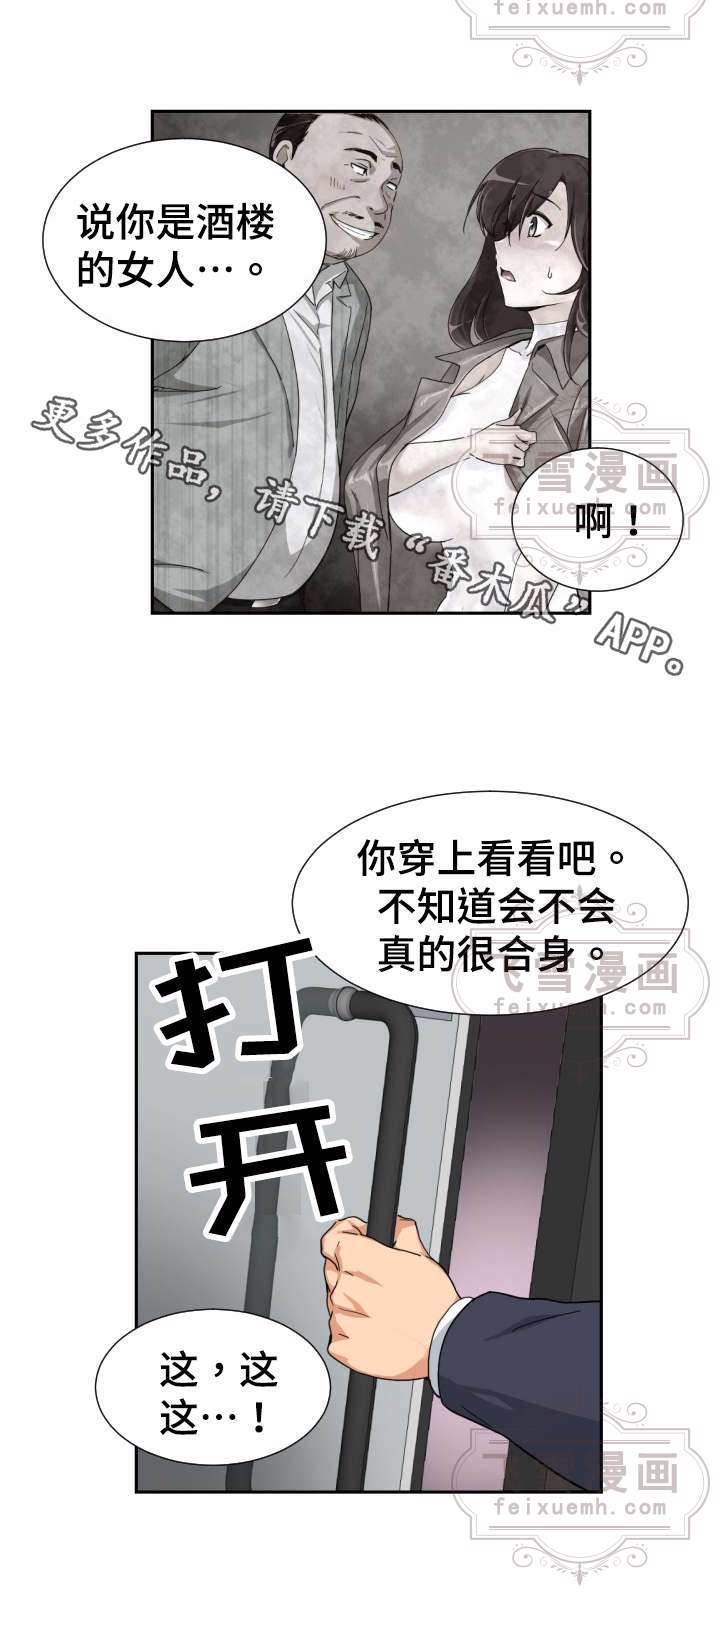 feixuemh.com
说你是酒楼
的女人…。
更多作品，请下载“番木瓜”APP。
飞雪漫画
feixuemh.com
啊！
你穿上看看吧。
不知道会不会
真的很合身。
飞雪漫画
feixuemh.com
打
开
这，这
这…！
飞雪漫画
feixuemh.com